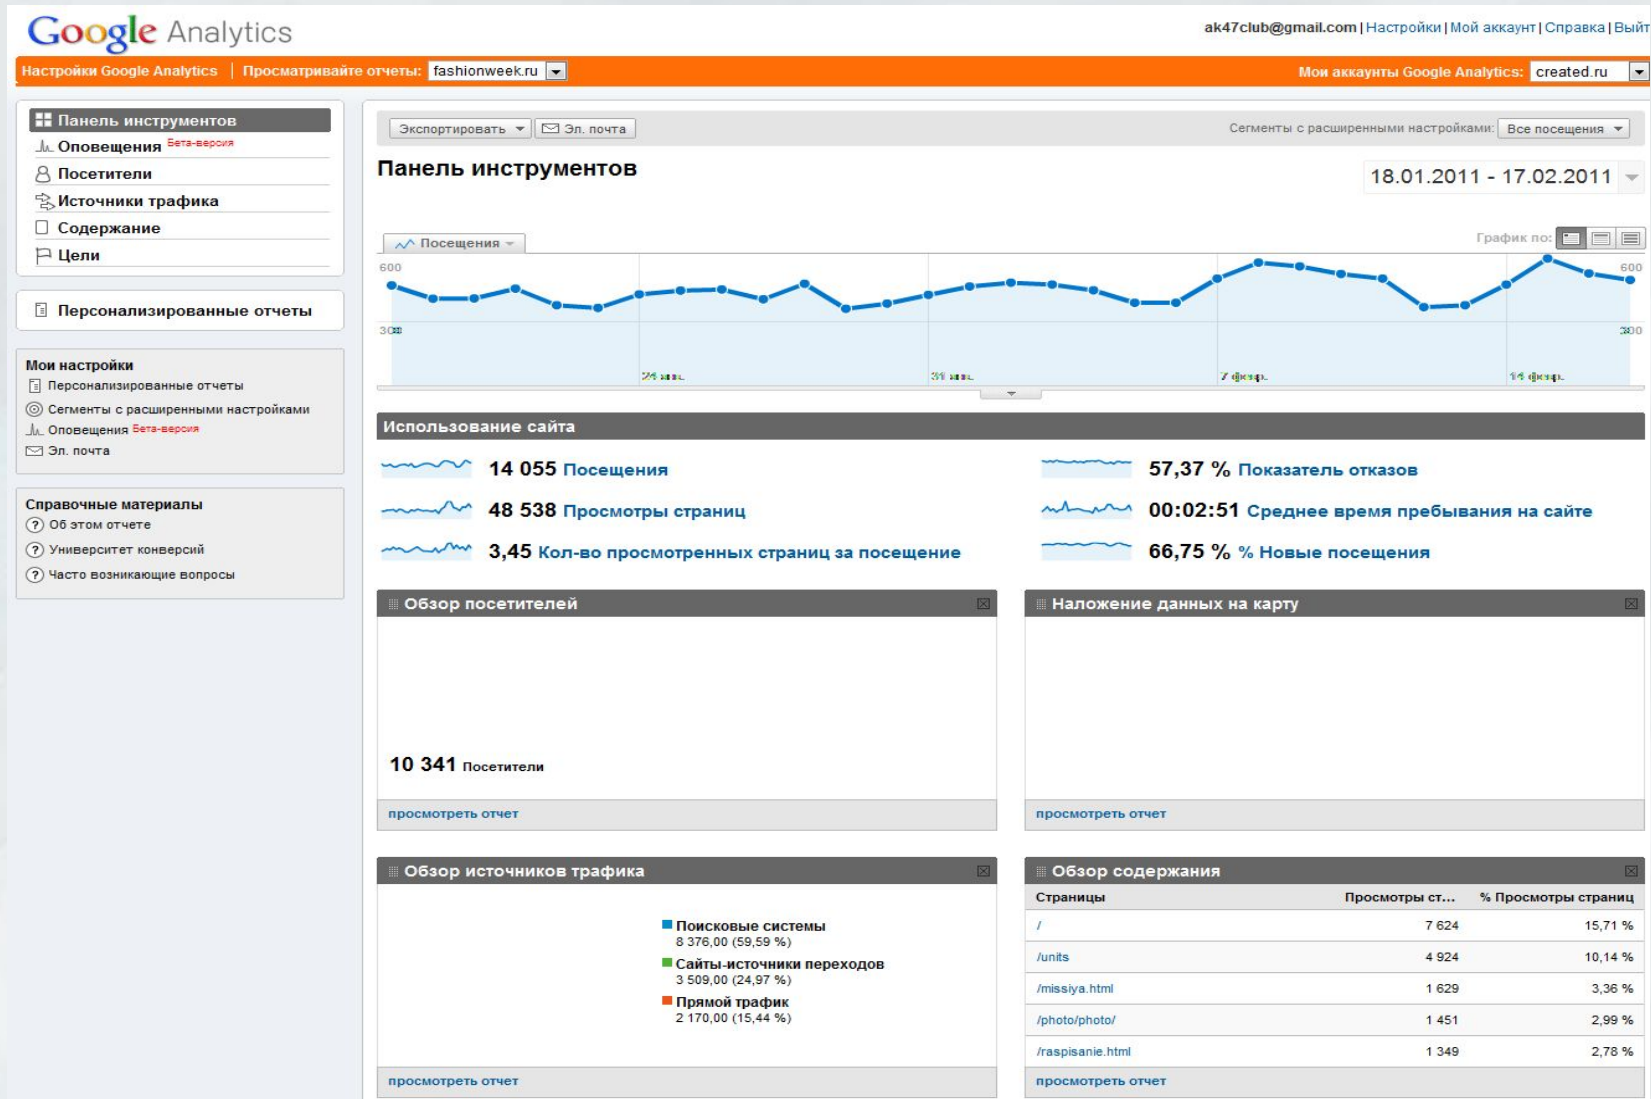 Google Analytics
ak47club@gmail.com | Настройки | Мой аккаунт | Справка | Выйт
Настройки Google Analytics | Просматривайте отчеты: fashionweek.ru
Мои аккаунты Google Analytics: created.ru
Панель инструментов
Оповещения Бета-версия
Посетители
Источники трафика
Содержание
Цели
Персонализированные отчеты
Мои настройки
Персонализированные отчеты
Сегменты с расширенными настройками
Оповещения Бета-версия
Эл. почта
Справочные материалы
Об этом отчете
Университет конверсий
Часто возникающие вопросы
Экспортировать Эл. почта
Сегменты с расширенными настройками: Все посещения
Панель инструментов
18.01.2011 - 17.02.2011
Посещения
График по:
600 600
300 300
24 янв. 31 янв. 7 февр. 14 февр.
Использование сайта
14 055 Посещения
57,37 % Показатель отказов
48 538 Просмотры страниц
00:02:51 Среднее время пребывания на сайте
3,45 Кол-во просмотренных страниц за посещение
66,75 % % Новые посещения
Обзор посетителей
10 341 Посетители
просмотреть отчет
Наложение данных на карту
просмотреть отчет
Обзор источников трафика
Поисковые системы
8 376,00 (59,59 %)
Сайты-источники переходов
3 509,00 (24,97 %)
Прямой трафик
2 170,00 (15,44 %)
просмотреть отчет
Обзор содержания
Страницы Просмотры ст... % Просмотры страниц
/ 7 624 15,71 %
/units 4 924 10,14 %
/missiya.html 1 629 3,36 %
/photo/photo/ 1 451 2,99 %
/raspisanie.html 1 349 2,78 %
просмотреть отчет